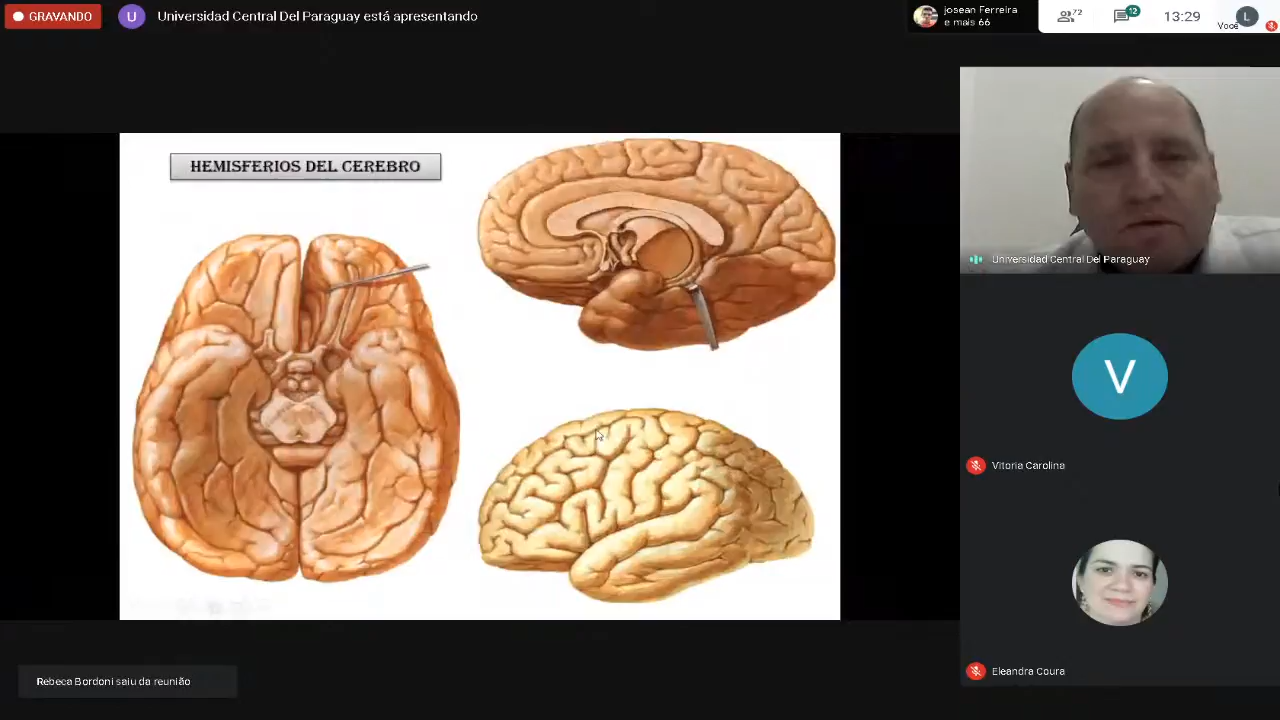 GRAVANDO
U
Universidad Central Del Paraguay está apresentando
josean Ferreira
e mais 66
72
12
13:29
Você
L
HEMISFERIOS DEL CEREBRO
Universidad Central Del Paraguay
V
Vitoria Carolina
Eleandra Coura
Rebeca Bordoni saiu da reunião